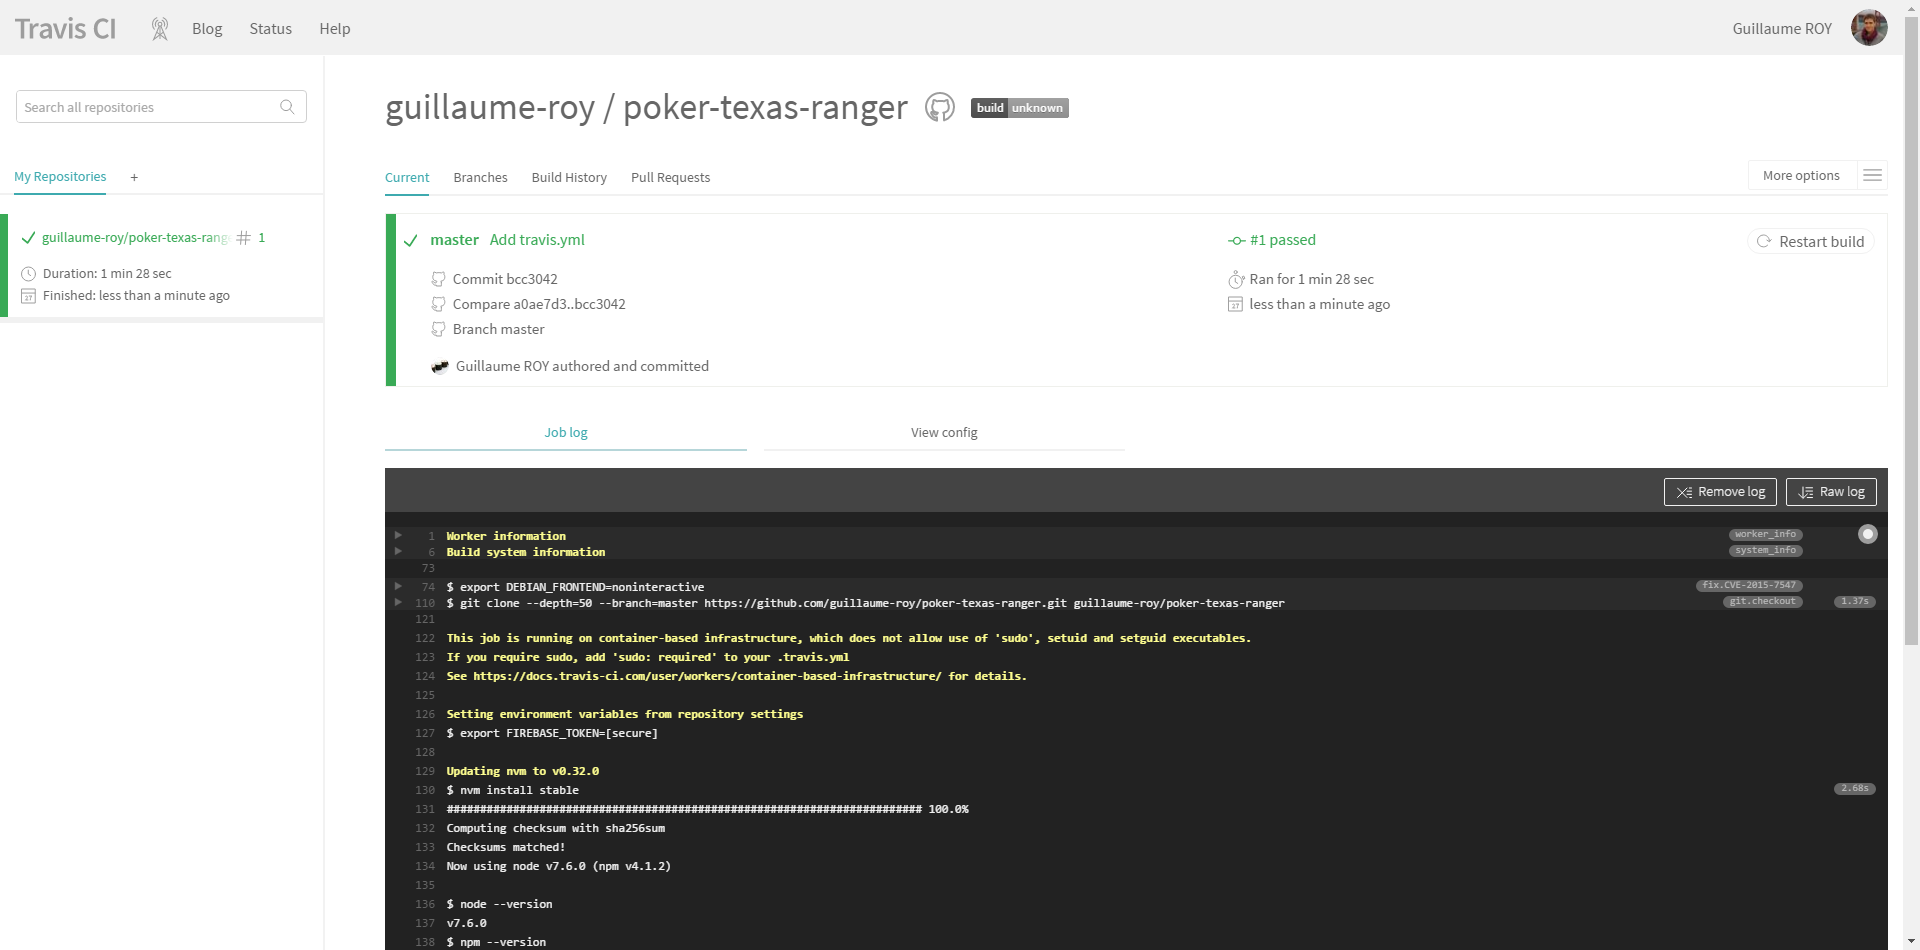 Travis CI Blog Status Help Guillaume ROY
Search all repositories
My Repositories +
guillaume-roy/poker-texas-rang # 1
Duration: 1 min 28 sec
Finished: less than a minute ago
guillaume-roy / poker-texas-ranger build unknown
Current Branches Build History Pull Requests More options
master Add travis.yml #1 passed Restart build
Commit bcc3042 Ran for 1 min 28 sec
Compare a0ae7d3..bcc3042 27 less than a minute ago
Branch master
Guillaume ROY authored and committed
Job log View config
Remove log Raw log
1 Worker information worker_info
6 Build system information system_info
73
74 $ export DEBIAN_FRONTEND=noninteractive fix.CVE-2015-7547
110 $ git clone --depth=50 --branch=master https://github.com/guillaume-roy/poker-texas-ranger.git guillaume-roy/poker-texas-ranger git.checkout 1.37s
121
122 This job is running on container-based infrastructure, which does not allow use of 'sudo', setuid and setguid executables.
123 If you require sudo, add 'sudo: required' to your .travis.yml
124 See https://docs.travis-ci.com/user/workers/container-based-infrastructure/ for details.
125
126 Setting environment variables from repository settings
127 $ export FIREBASE_TOKEN=[secure]
128
129 Updating nvm to v0.32.0
130 $ nvm install stable 2.68s
131 ######################################################################## 100.0%
132 Computing checksum with sha256sum
133 Checksums matched!
134 Now using node v7.6.0 (npm v4.1.2)
135
136 $ node --version
137 v7.6.0
138 $ npm --version